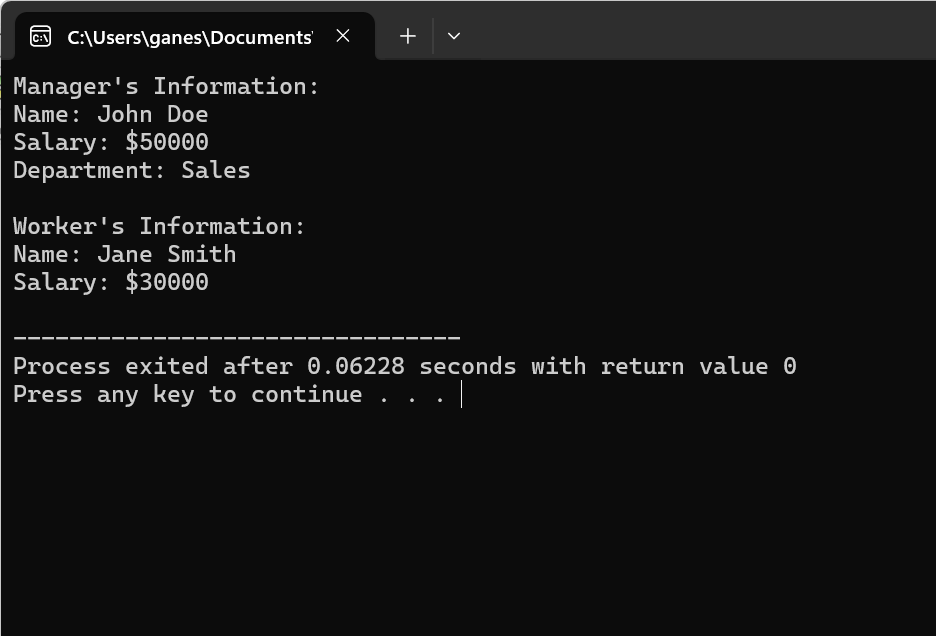 C:\Users\ganes\Documents'
Manager's Information:
Name: John Doe
Salary: $50000
Department: Sales
Worker's Information:
Name: Jane Smith
Salary: $30000
--------------------------------
Process exited after 0.06228 seconds with return value 0
Press any key to continue . . .